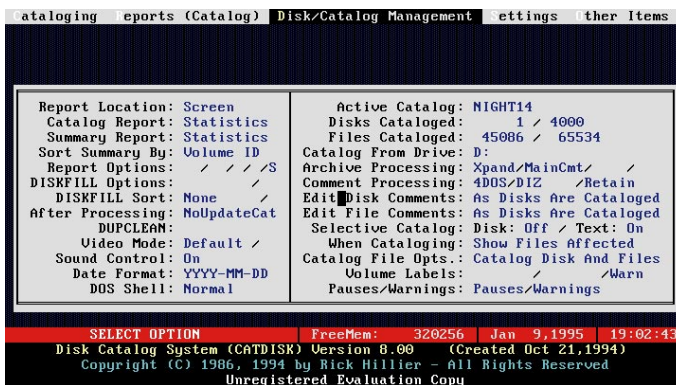 Cataloging Reports (Catalog) Disk/Catalog Management Settings Other Items
Report Location: Screen
Catalog Report: Statistics
Summary Report: Statistics
Sort Summary By: Volume ID
Report Options: / / / /S
DISKFILL Options: /
DISKFILL Sort: None /
After Processing: NoUpdateCat
DUPCLEAN:
Video Mode: Default /
Sound Control: On
Date Format: YYYY-MM-DD
DOS Shell: Normal
Active Catalog: NIGHT14
Disks Cataloged: 1 / 4000
Files Cataloged: 45086 / 65534
Catalog From Drive: D:
Archive Processing: Xpand/MainCmt/ /
Comment Processing: 4DOS/DIZ /Retain
Edit Disk Comments: As Disks Are Cataloged
Edit File Comments: As Disks Are Cataloged
Selective Catalog: Disk: Off / Text: On
When Cataloging: Show Files Affected
Catalog File Opts.: Catalog Disk And Files
Volume Labels: / /Warn
Pauses/Warnings: Pauses/Warnings
SELECT OPTION FreeMem: 320256 Jan 9,1995 19:02:43
Disk Catalog System (CATDISK) Version 8.00 (Created Oct 21,1994)
Copyright (C) 1986, 1994 by Rick Hillier - All Rights Reserved
Unregistered Evaluation Copy